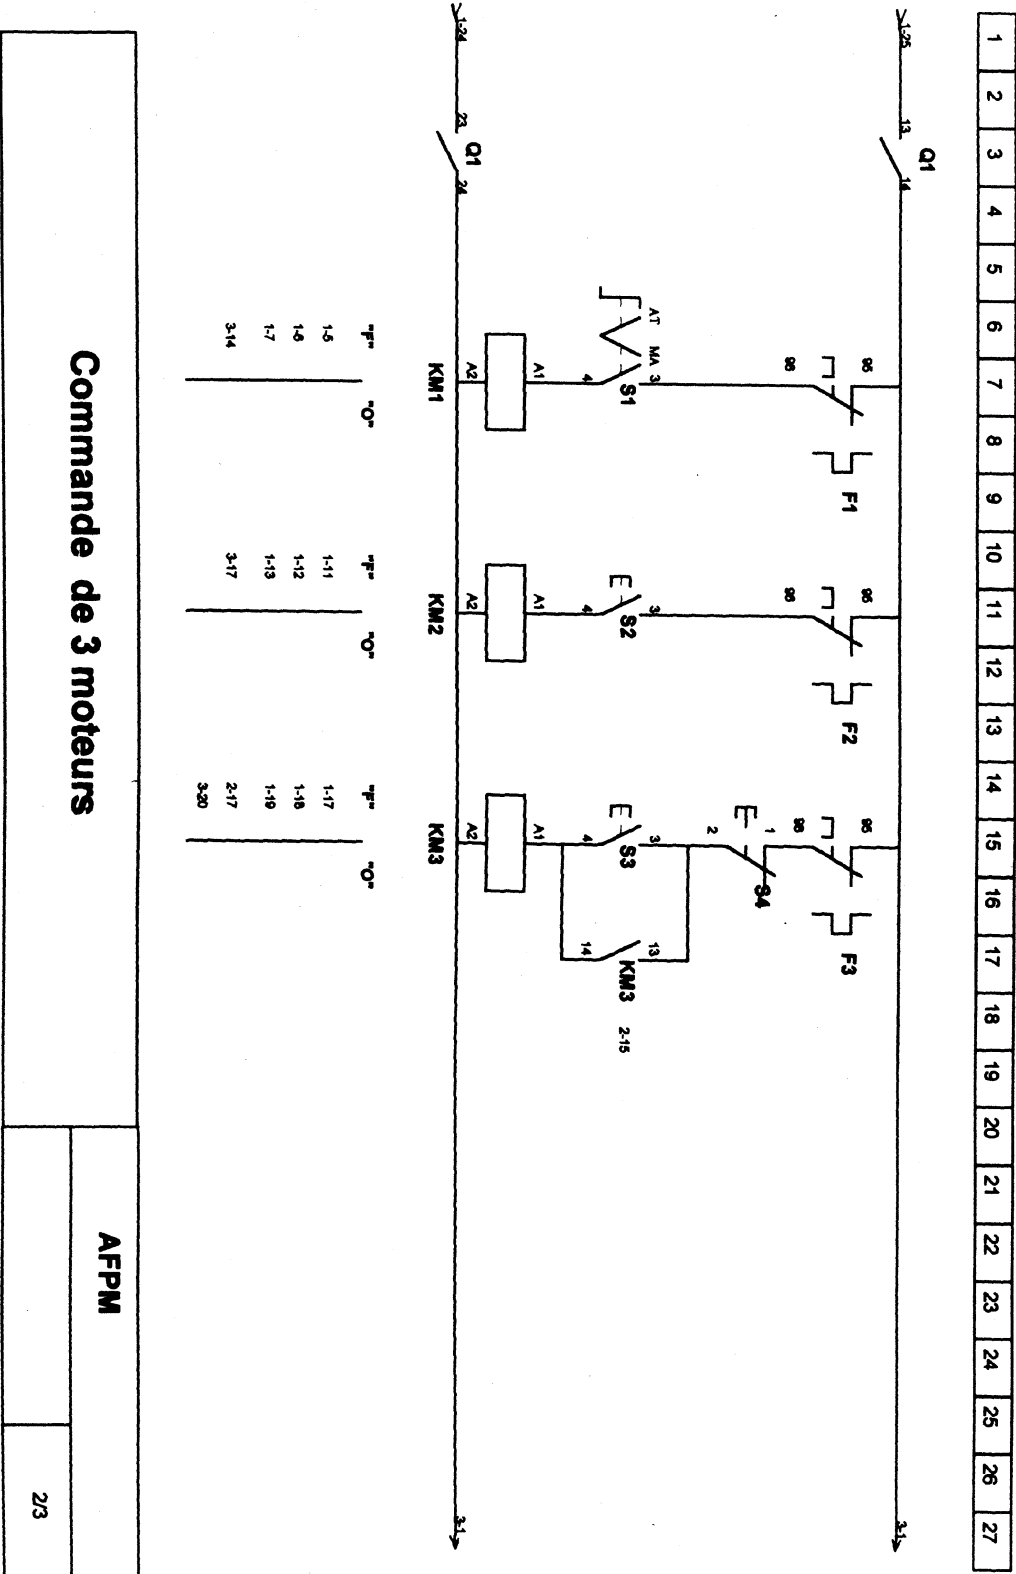 1 2 3 4 5 6 7 8 9 10 11 12 13 14 15 16 17 18 19 20 21 22 23 24 25 26 27
1-25
13
Q1
14
3-1
95
96
F1
95
96
F2
95
96
F3
1
2
S4
AT
MA
3
4
S1
3
4
S2
3
4
S3
13
14
KM3
2-15
A1
A2
A1
A2
A1
A2
1-24
23
Q1
24
3-1
KM1
KM2
KM3
"F" "O"
1-5
1-6
1-7
3-14
"F" "O"
1-11
1-12
1-13
3-17
"F" "O"
1-17
1-18
1-19
2-17
3-20
Commande de 3 moteurs
AFPM
2/3